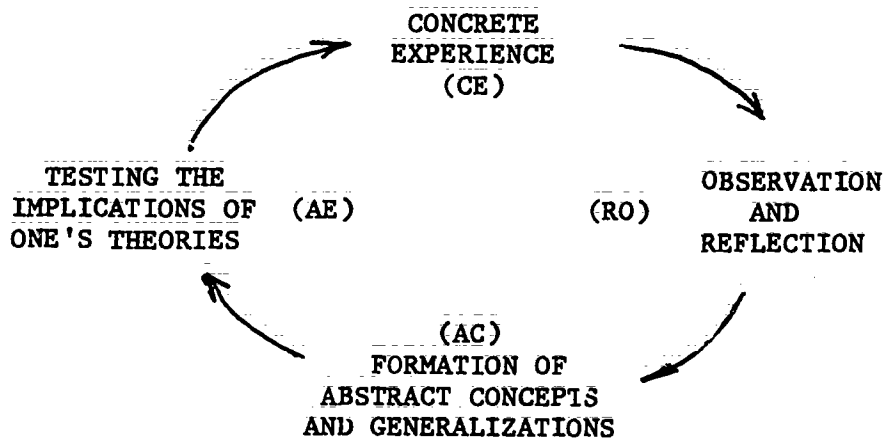 CONCRETE
EXPERIENCE
(CE)
TESTING THE
IMPLICATIONS OF
ONE'S THEORIES
(AE)
(RO)
OBSERVATION
AND
REFLECTION
(AC)
FORMATION OF
ABSTRACT CONCEPTS
AND GENERALIZATIONS